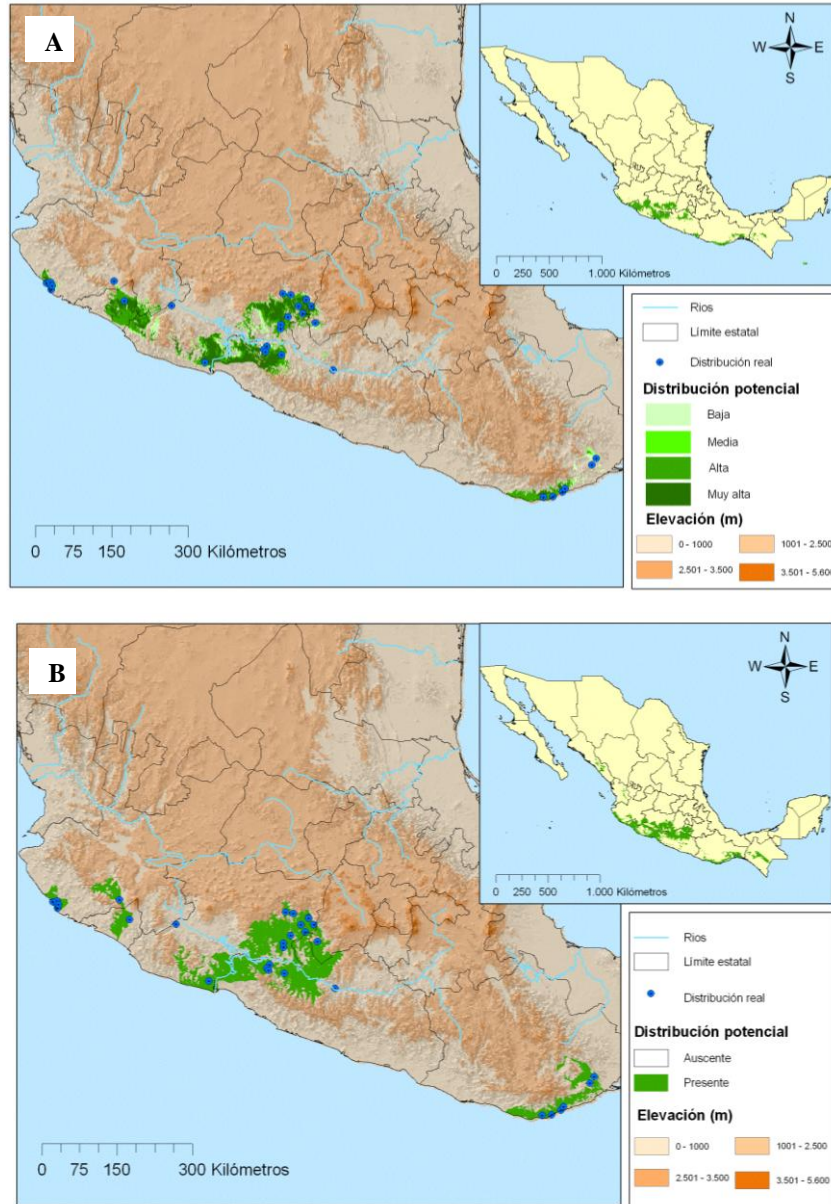 A
N
W E
S
0 250 500 1.000 Kilómetros
Rios
Límite estatal
Distribución real
Distribución potencial
Baja
Media
Alta
Muy alta
Elevación (m)
0 - 1000 1001 - 2.500
2.501 - 3.500 3.501 - 5.600
0 75 150 300 Kilómetros
B
N
W E
S
0 250 500 1.000 Kilómetros
Rios
Límite estatal
Distribución real
Distribución potencial
Auscente
Presente
Elevación (m)
0 - 1000 1001 - 2.500
2.501 - 3.500 3.501 - 5.600
0 75 150 300 Kilómetros